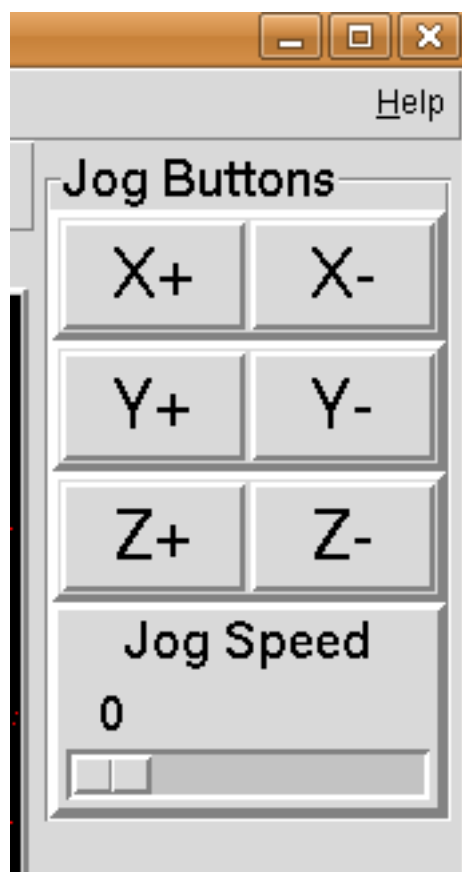 Help
Jog Buttons
X+ X-
Y+ Y-
Z+ Z-
Jog Speed
0